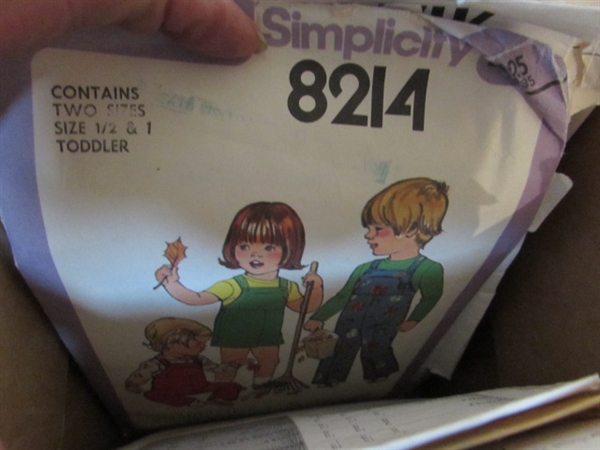 Simplicity
8214
CONTAINS
TWO SIZES
SIZE 1/2 & 1
TODDLER